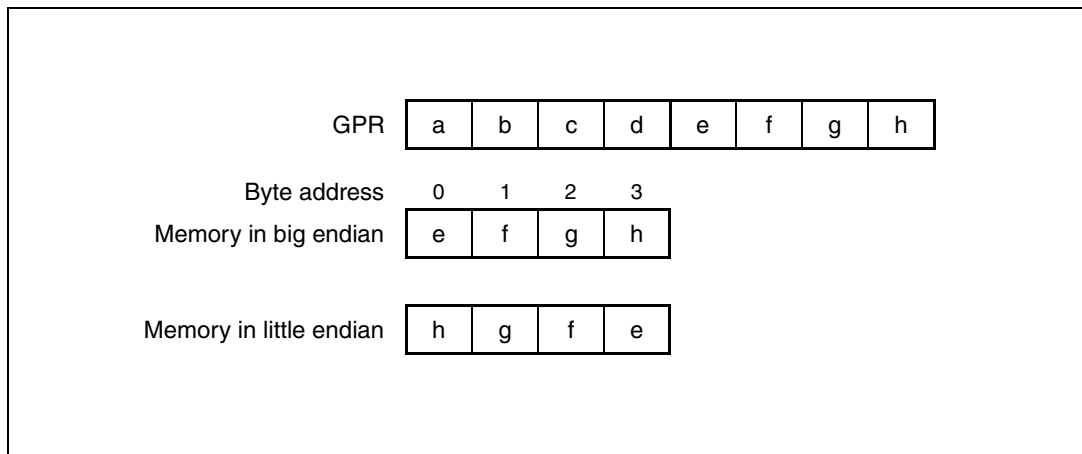 GPR a b c d e f g h
Byte address 0 1 2 3
Memory in big endian e f g h
Memory in little endian h g f e